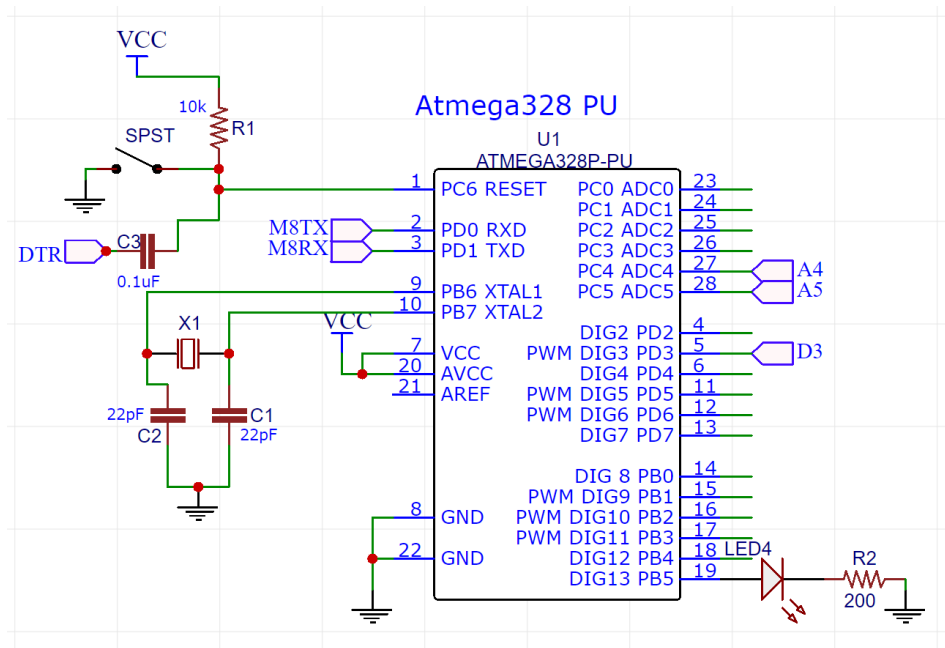 VCC
10k
R1
SPST
DTR
C3
0.1uF
Atmega328 PU
U1
ATMEGA328P-PU
1 PC6 RESET
M8TX 2 PD0 RXD
M8RX 3 PD1 TXD
9 PB6 XTAL1
10 PB7 XTAL2
VCC
7 VCC
20 AVCC
21 AREF
8 GND
22 GND
X1
22pF
C2
C1
22pF
PC0 ADC0 23
PC1 ADC1 24
PC2 ADC2 25
PC3 ADC3 26
PC4 ADC4 27 A4
PC5 ADC5 28 A5
DIG2 PD2 4
PWM DIG3 PD3 5 D3
DIG4 PD4 6
PWM DIG5 PD5 11
PWM DIG6 PD6 12
DIG7 PD7 13
DIG 8 PB0 14
PWM DIG9 PB1 15
PWM DIG10 PB2 16
PWM DIG11 PB3 17
DIG12 PB4 18
DIG13 PB5 19
LED4
R2
200